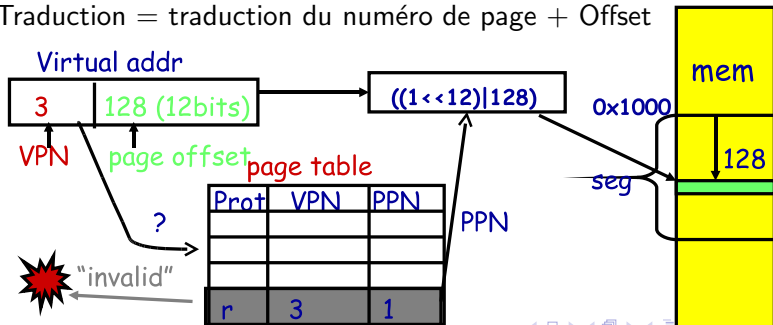 Traduction = traduction du numéro de page + Offset
Virtual addr
3 128 (12bits)
((1<<12)|128)
mem
0x1000
VPN
page offset
page table
128
seg
Prot VPN PPN
?
PPN
"invalid"
r 3 1